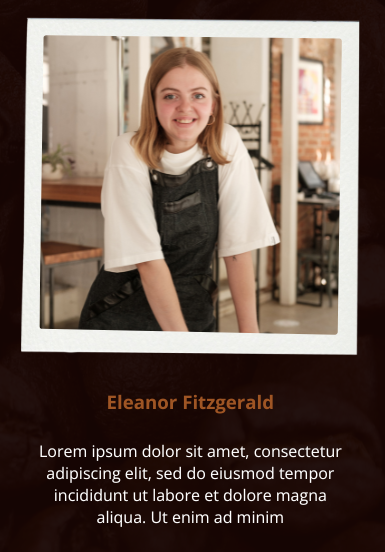 Eleanor Fitzgerald
Lorem ipsum dolor sit amet, consectetur
adipiscing elit, sed do eiusmod tempor
incididunt ut labore et dolore magna
aliqua. Ut enim ad minim